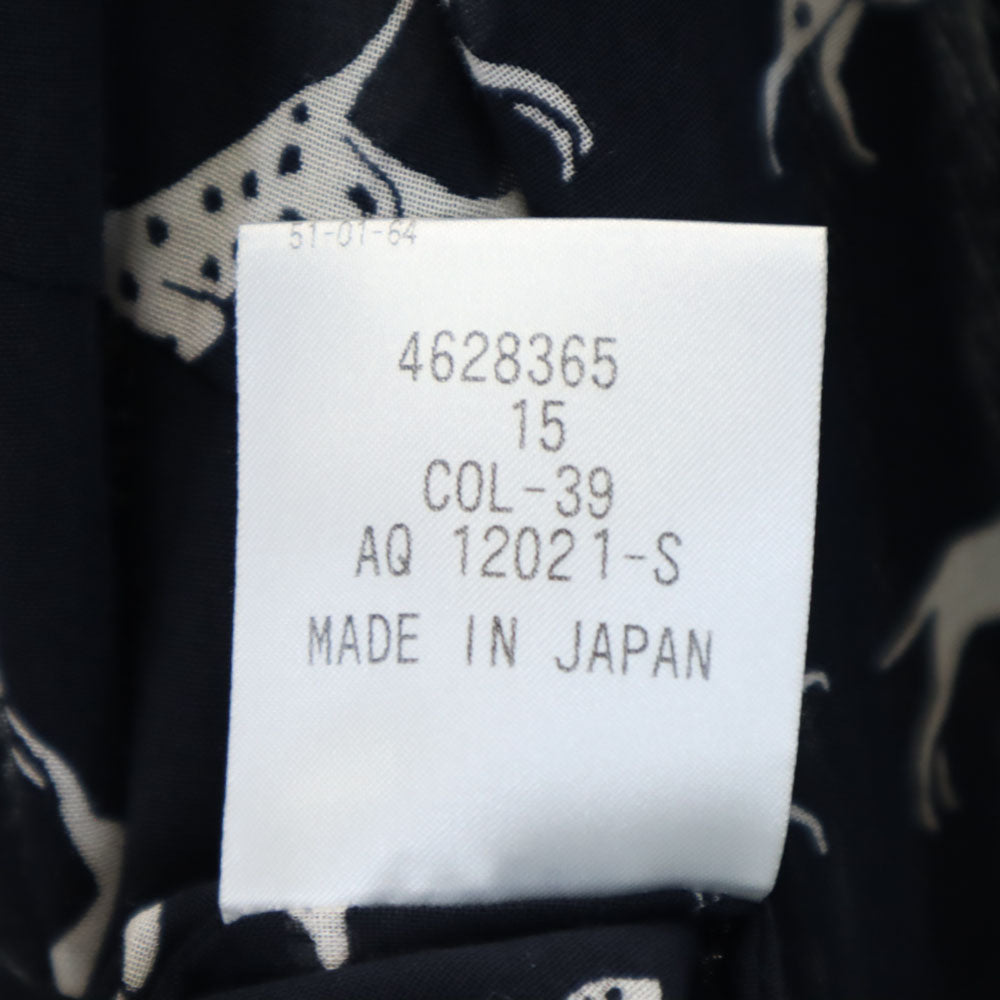 51-01-64
4628365
15
COL-39
AQ 12021-S
MADE IN JAPAN